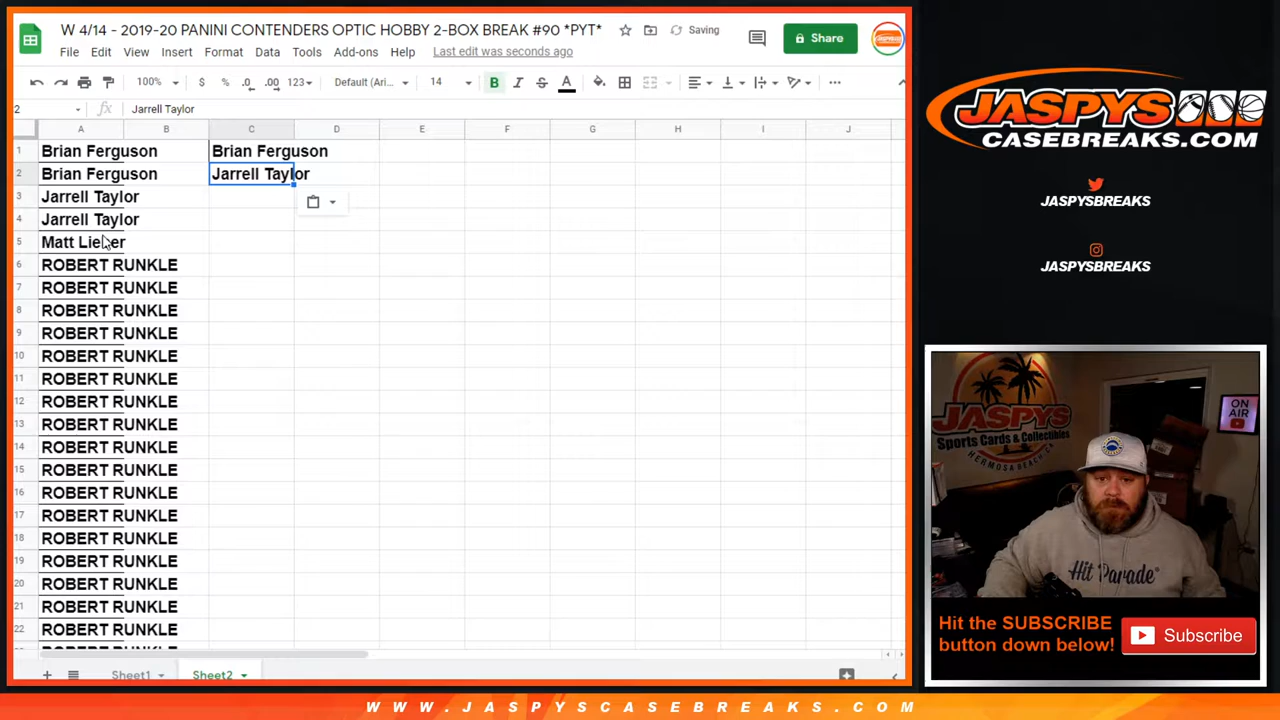 W 4/14 - 2019-20 PANINI CONTENDERS OPTIC HOBBY 2-BOX BREAK #90 *PYT*
Saving
File Edit View Insert Format Data Tools Add-ons Help Last edit was seconds ago
Share
100% $ % .0 .00 123 Default (Ari... 14 B I S A
2 fx Jarrell Taylor
A B C D E F G H I J
1 Brian Ferguson Brian Ferguson
2 Brian Ferguson Jarrell Taylor
3 Jarrell Taylor
4 Jarrell Taylor
5 Matt
6 ROBERT RUNKLE
7 ROBERT RUNKLE
8 ROBERT RUNKLE
9 ROBERT RUNKLE
10 ROBERT RUNKLE
11 ROBERT RUNKLE
12 ROBERT RUNKLE
13 ROBERT RUNKLE
14 ROBERT RUNKLE
15 ROBERT RUNKLE
16 ROBERT RUNKLE
17 ROBERT RUNKLE
18 ROBERT RUNKLE
19 ROBERT RUNKLE
20 ROBERT RUNKLE
21 ROBERT RUNKLE
22 ROBERT RUNKLE
Sheet1 Sheet2
JASPYS
CASEBREAKS.COM
JASPYSBREAKS
JASPYSBREAKS
JASPYS
Sports Cards & Collectibles
HERMOSA BEACH, CA
ON AIR
Hit Parade
Hit the SUBSCRIBE
button down below!
Subscribe
WWW.JASPYSCASEBREAKS.COM